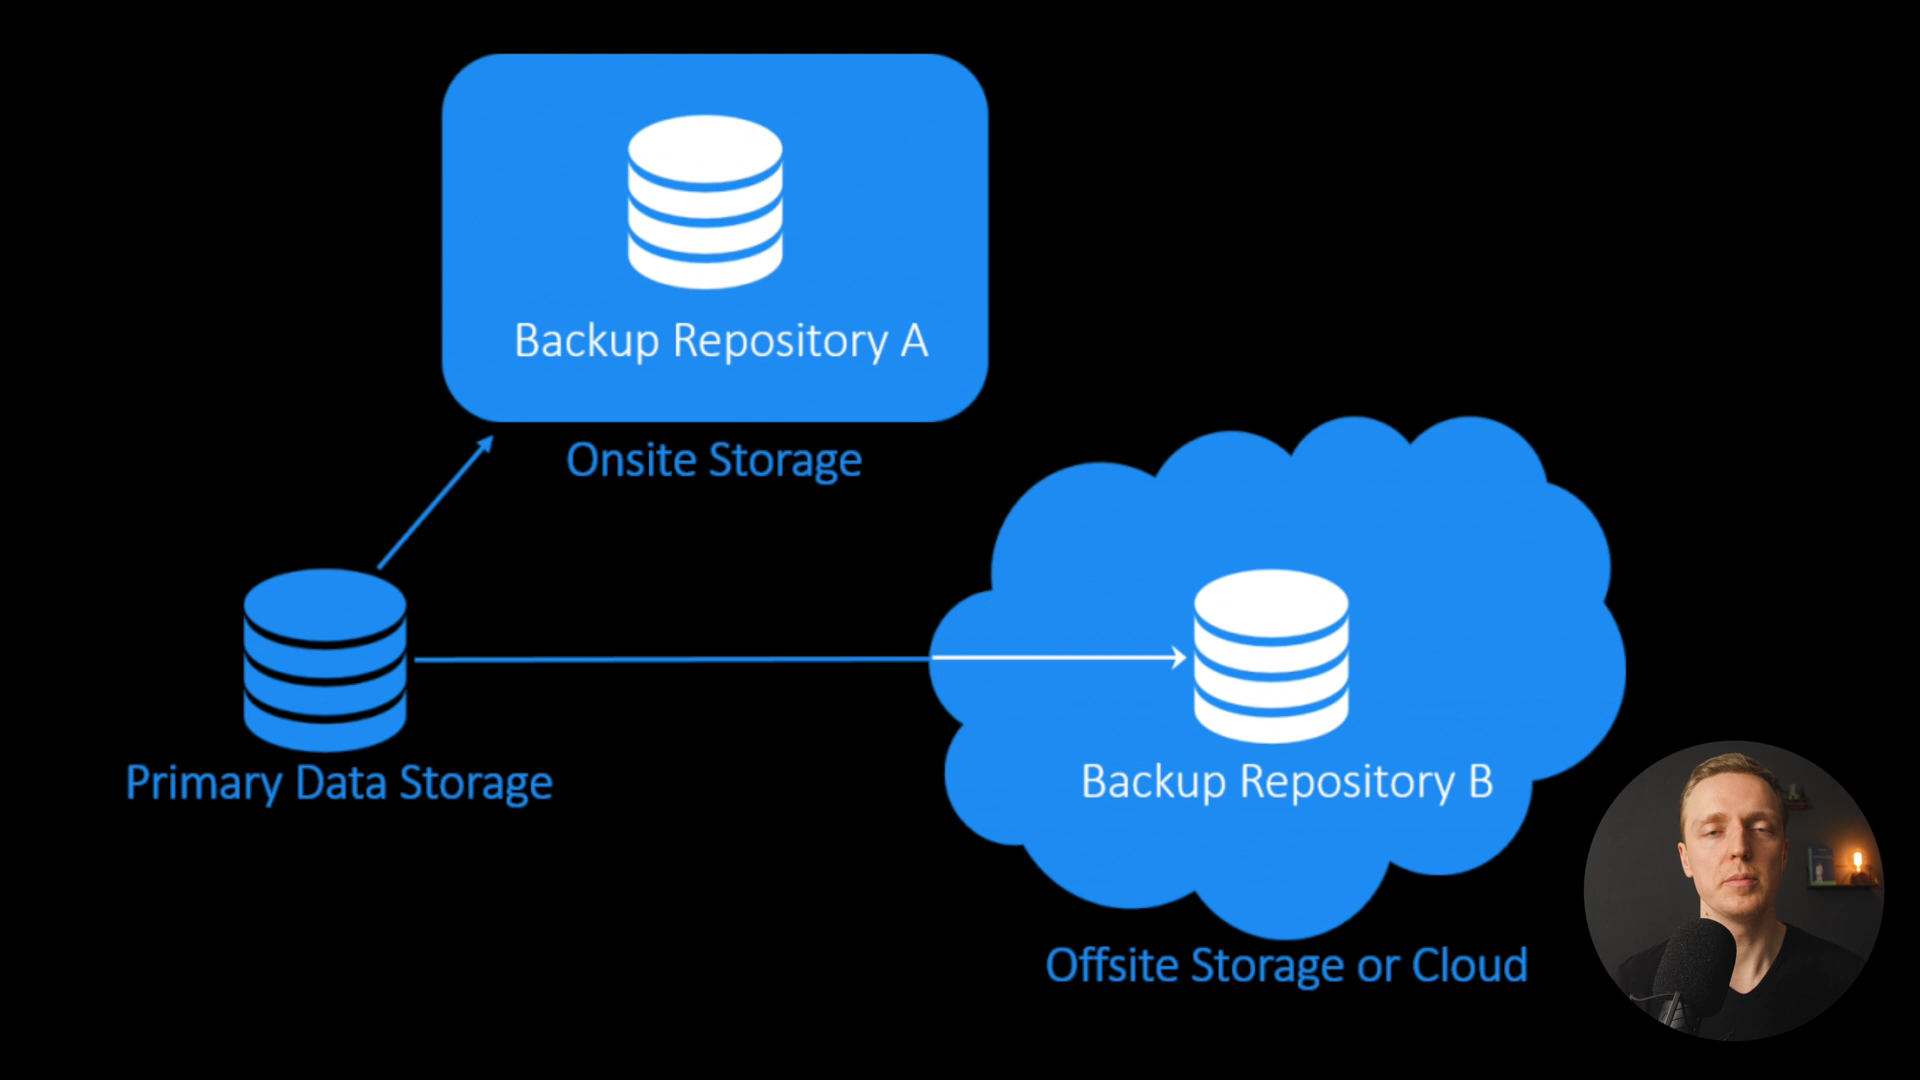 Backup Repository A
Onsite Storage
Primary Data Storage
Backup Repository B
Offsite Storage or Cloud